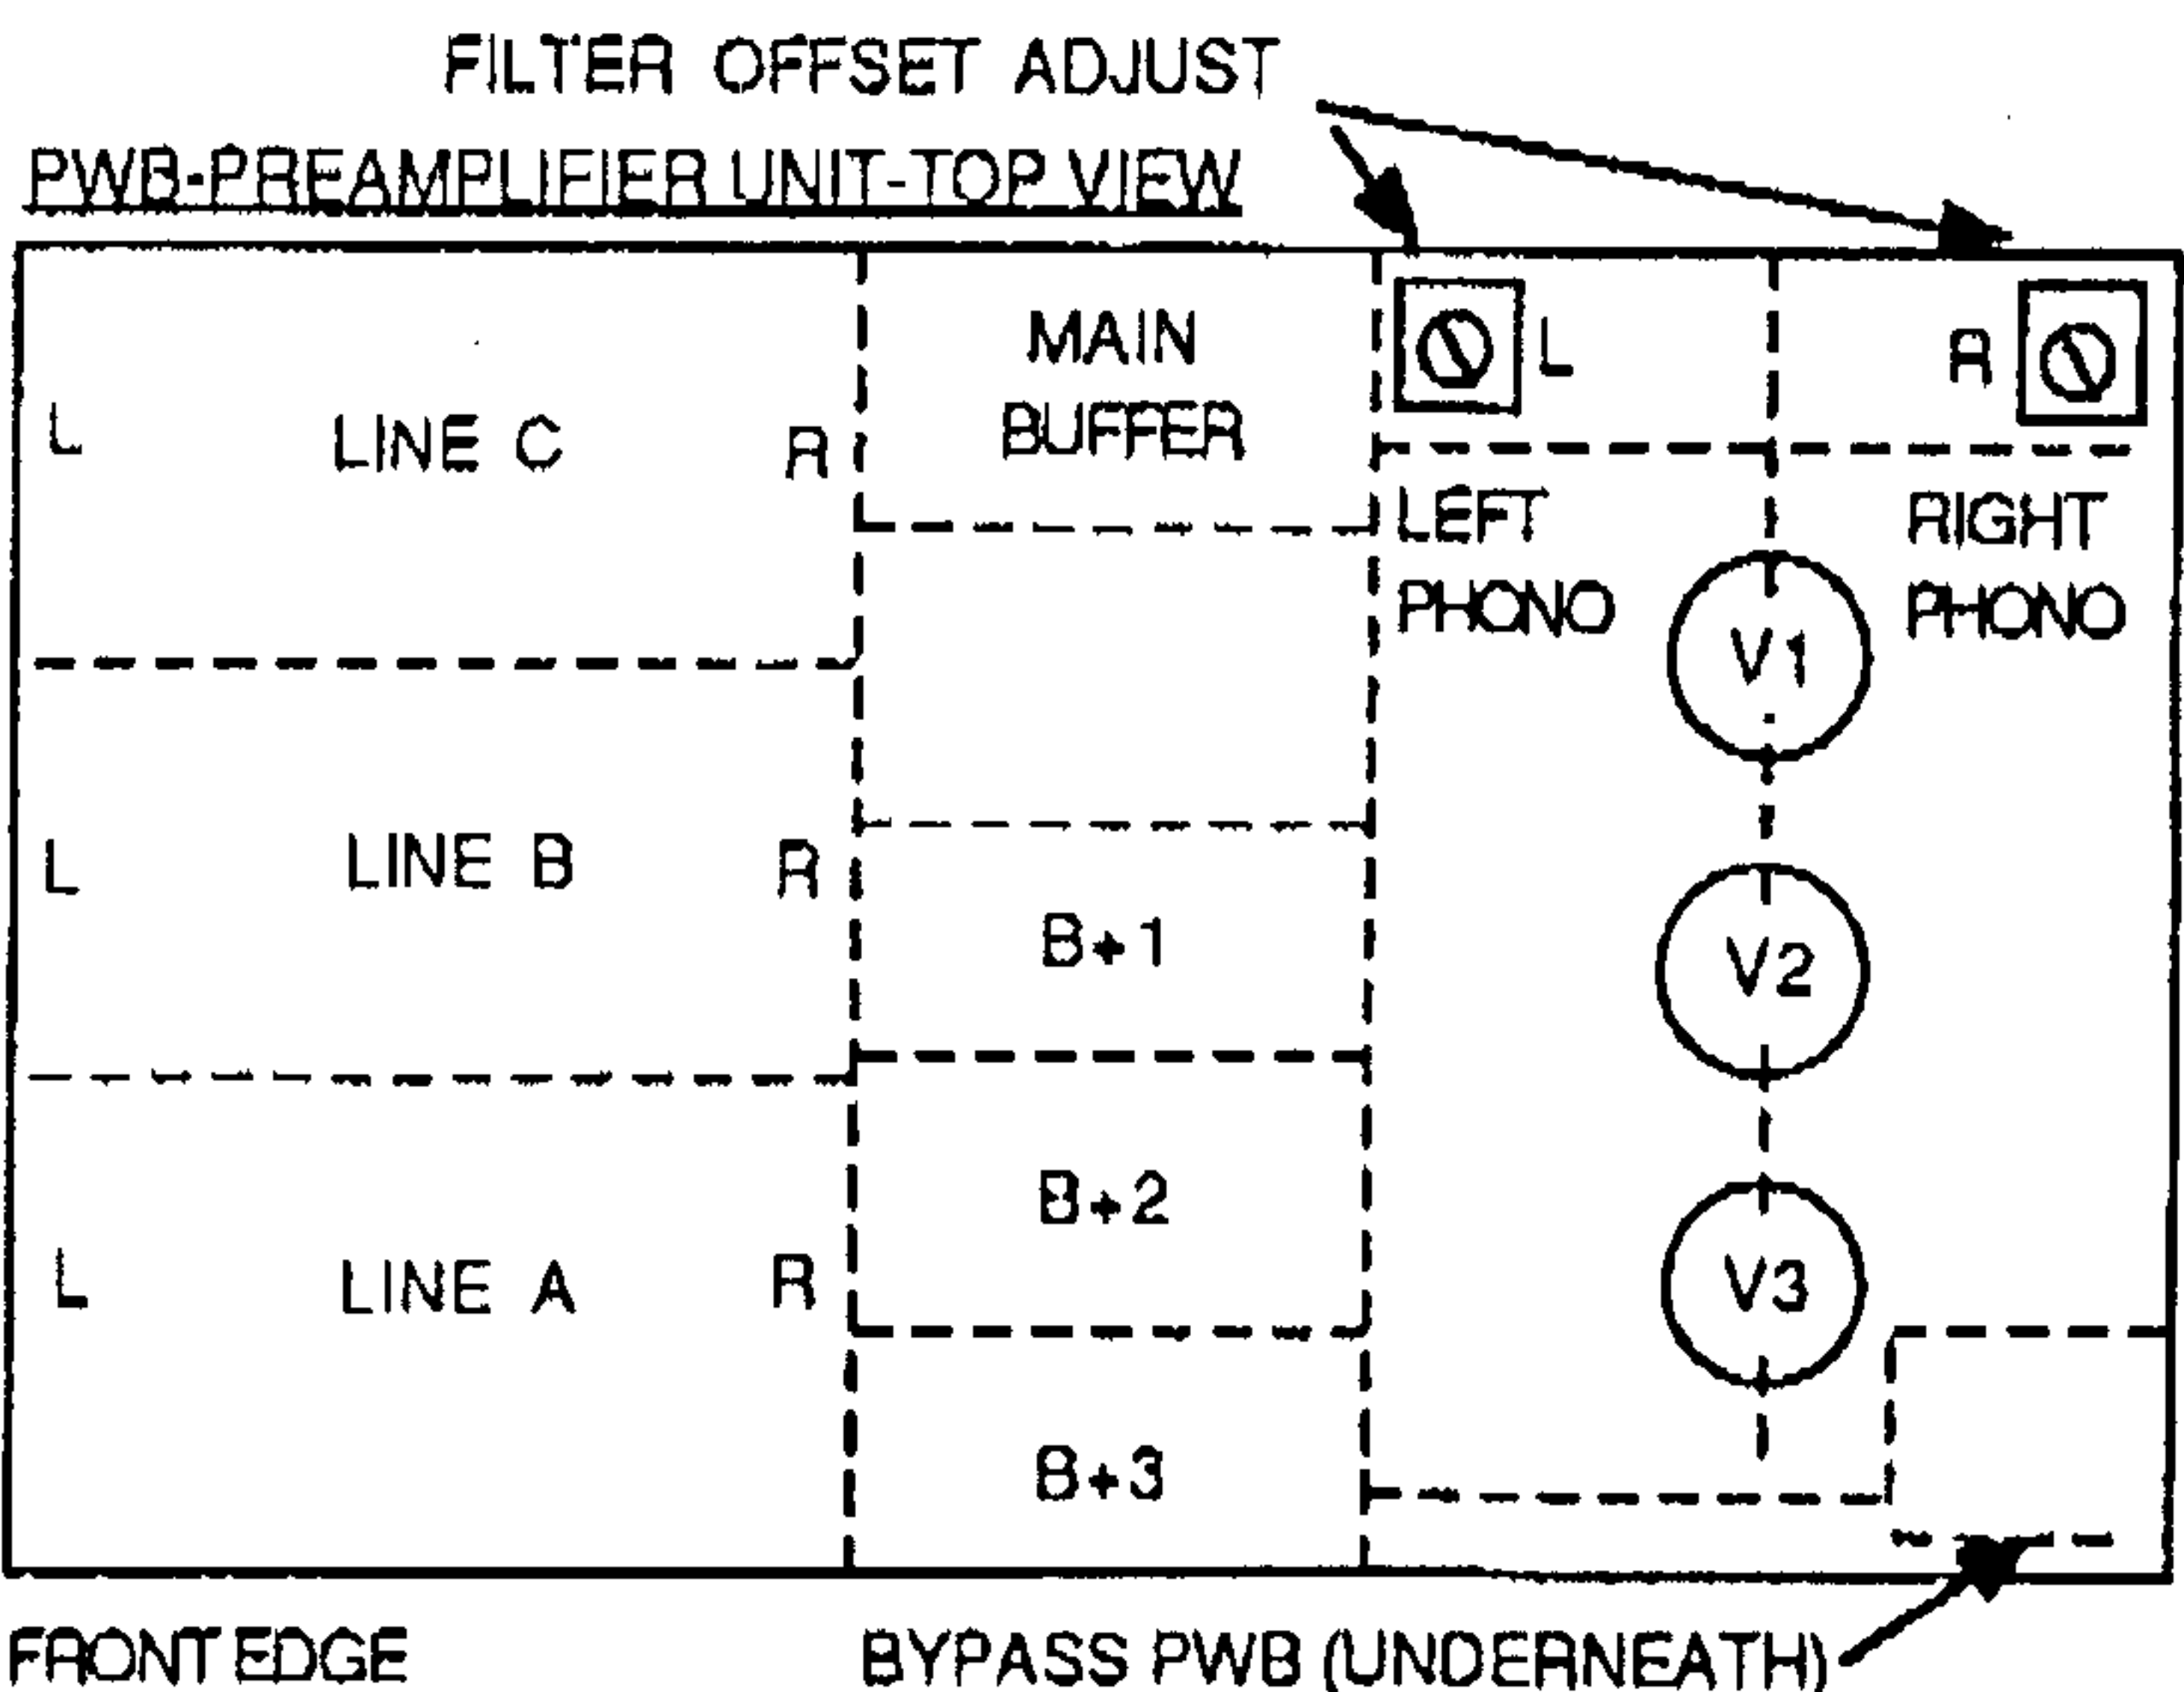 FILTER OFFSET ADJUST
PWB-PREAMPLIFIER UNIT-TOP VIEW
MAIN
BUFFER
L
R
L
LINE C
R
LEFT
PHONO
RIGHT
PHONO
V1
L
LINE B
R
B+1
V2
L
LINE A
R
B+2
V3
B+3
FRONT EDGE
BYPASS PWB (UNDERNEATH)